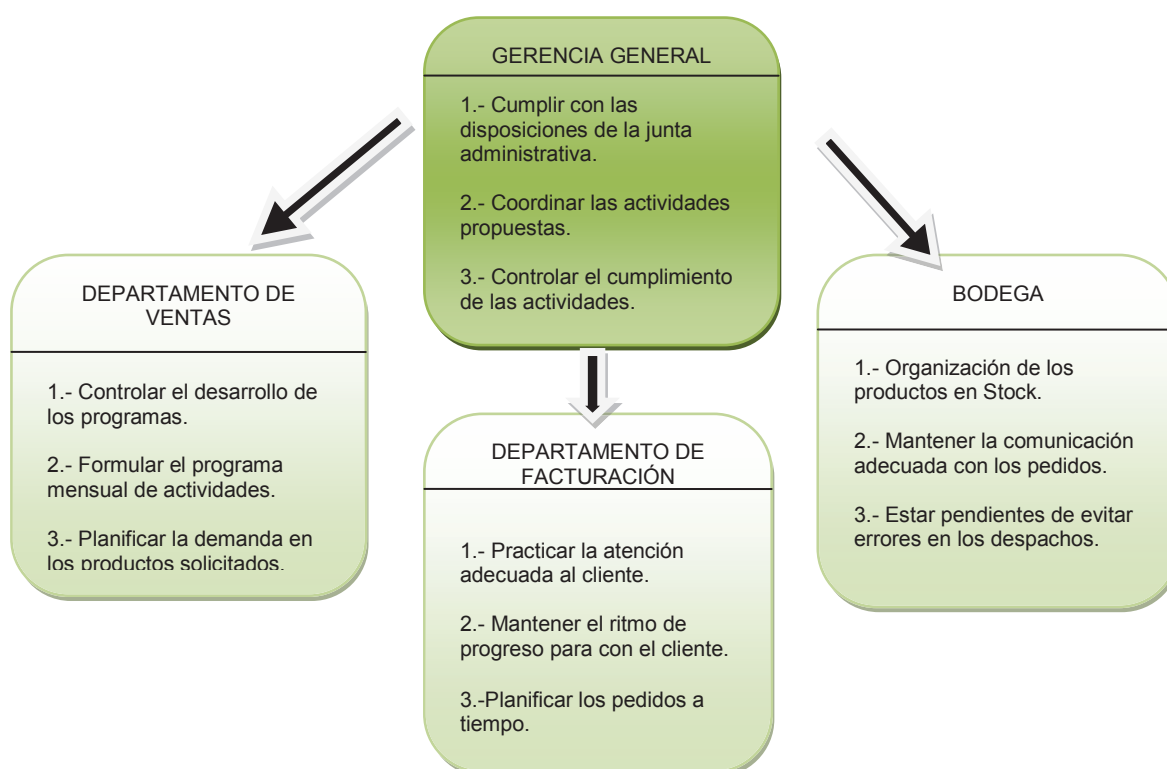 GERENCIA GENERAL
1.- Cumplir con las
disposiciones de la junta
administrativa.
2.- Coordinar las actividades
propuestas.
3.- Controlar el cumplimiento
de las actividades.
DEPARTAMENTO DE
VENTAS
1.- Controlar el desarrollo de
los programas.
2.- Formular el programa
mensual de actividades.
3.- Planificar la demanda en
los productos solicitados.
DEPARTAMENTO DE
FACTURACIÓN
1.- Practicar la atención
adecuada al cliente.
2.- Mantener el ritmo de
progreso para con el cliente.
3.-Planificar los pedidos a
tiempo.
BODEGA
1.- Organización de los
productos en Stock.
2.- Mantener la comunicación
adecuada con los pedidos.
3.- Estar pendientes de evitar
errores en los despachos.